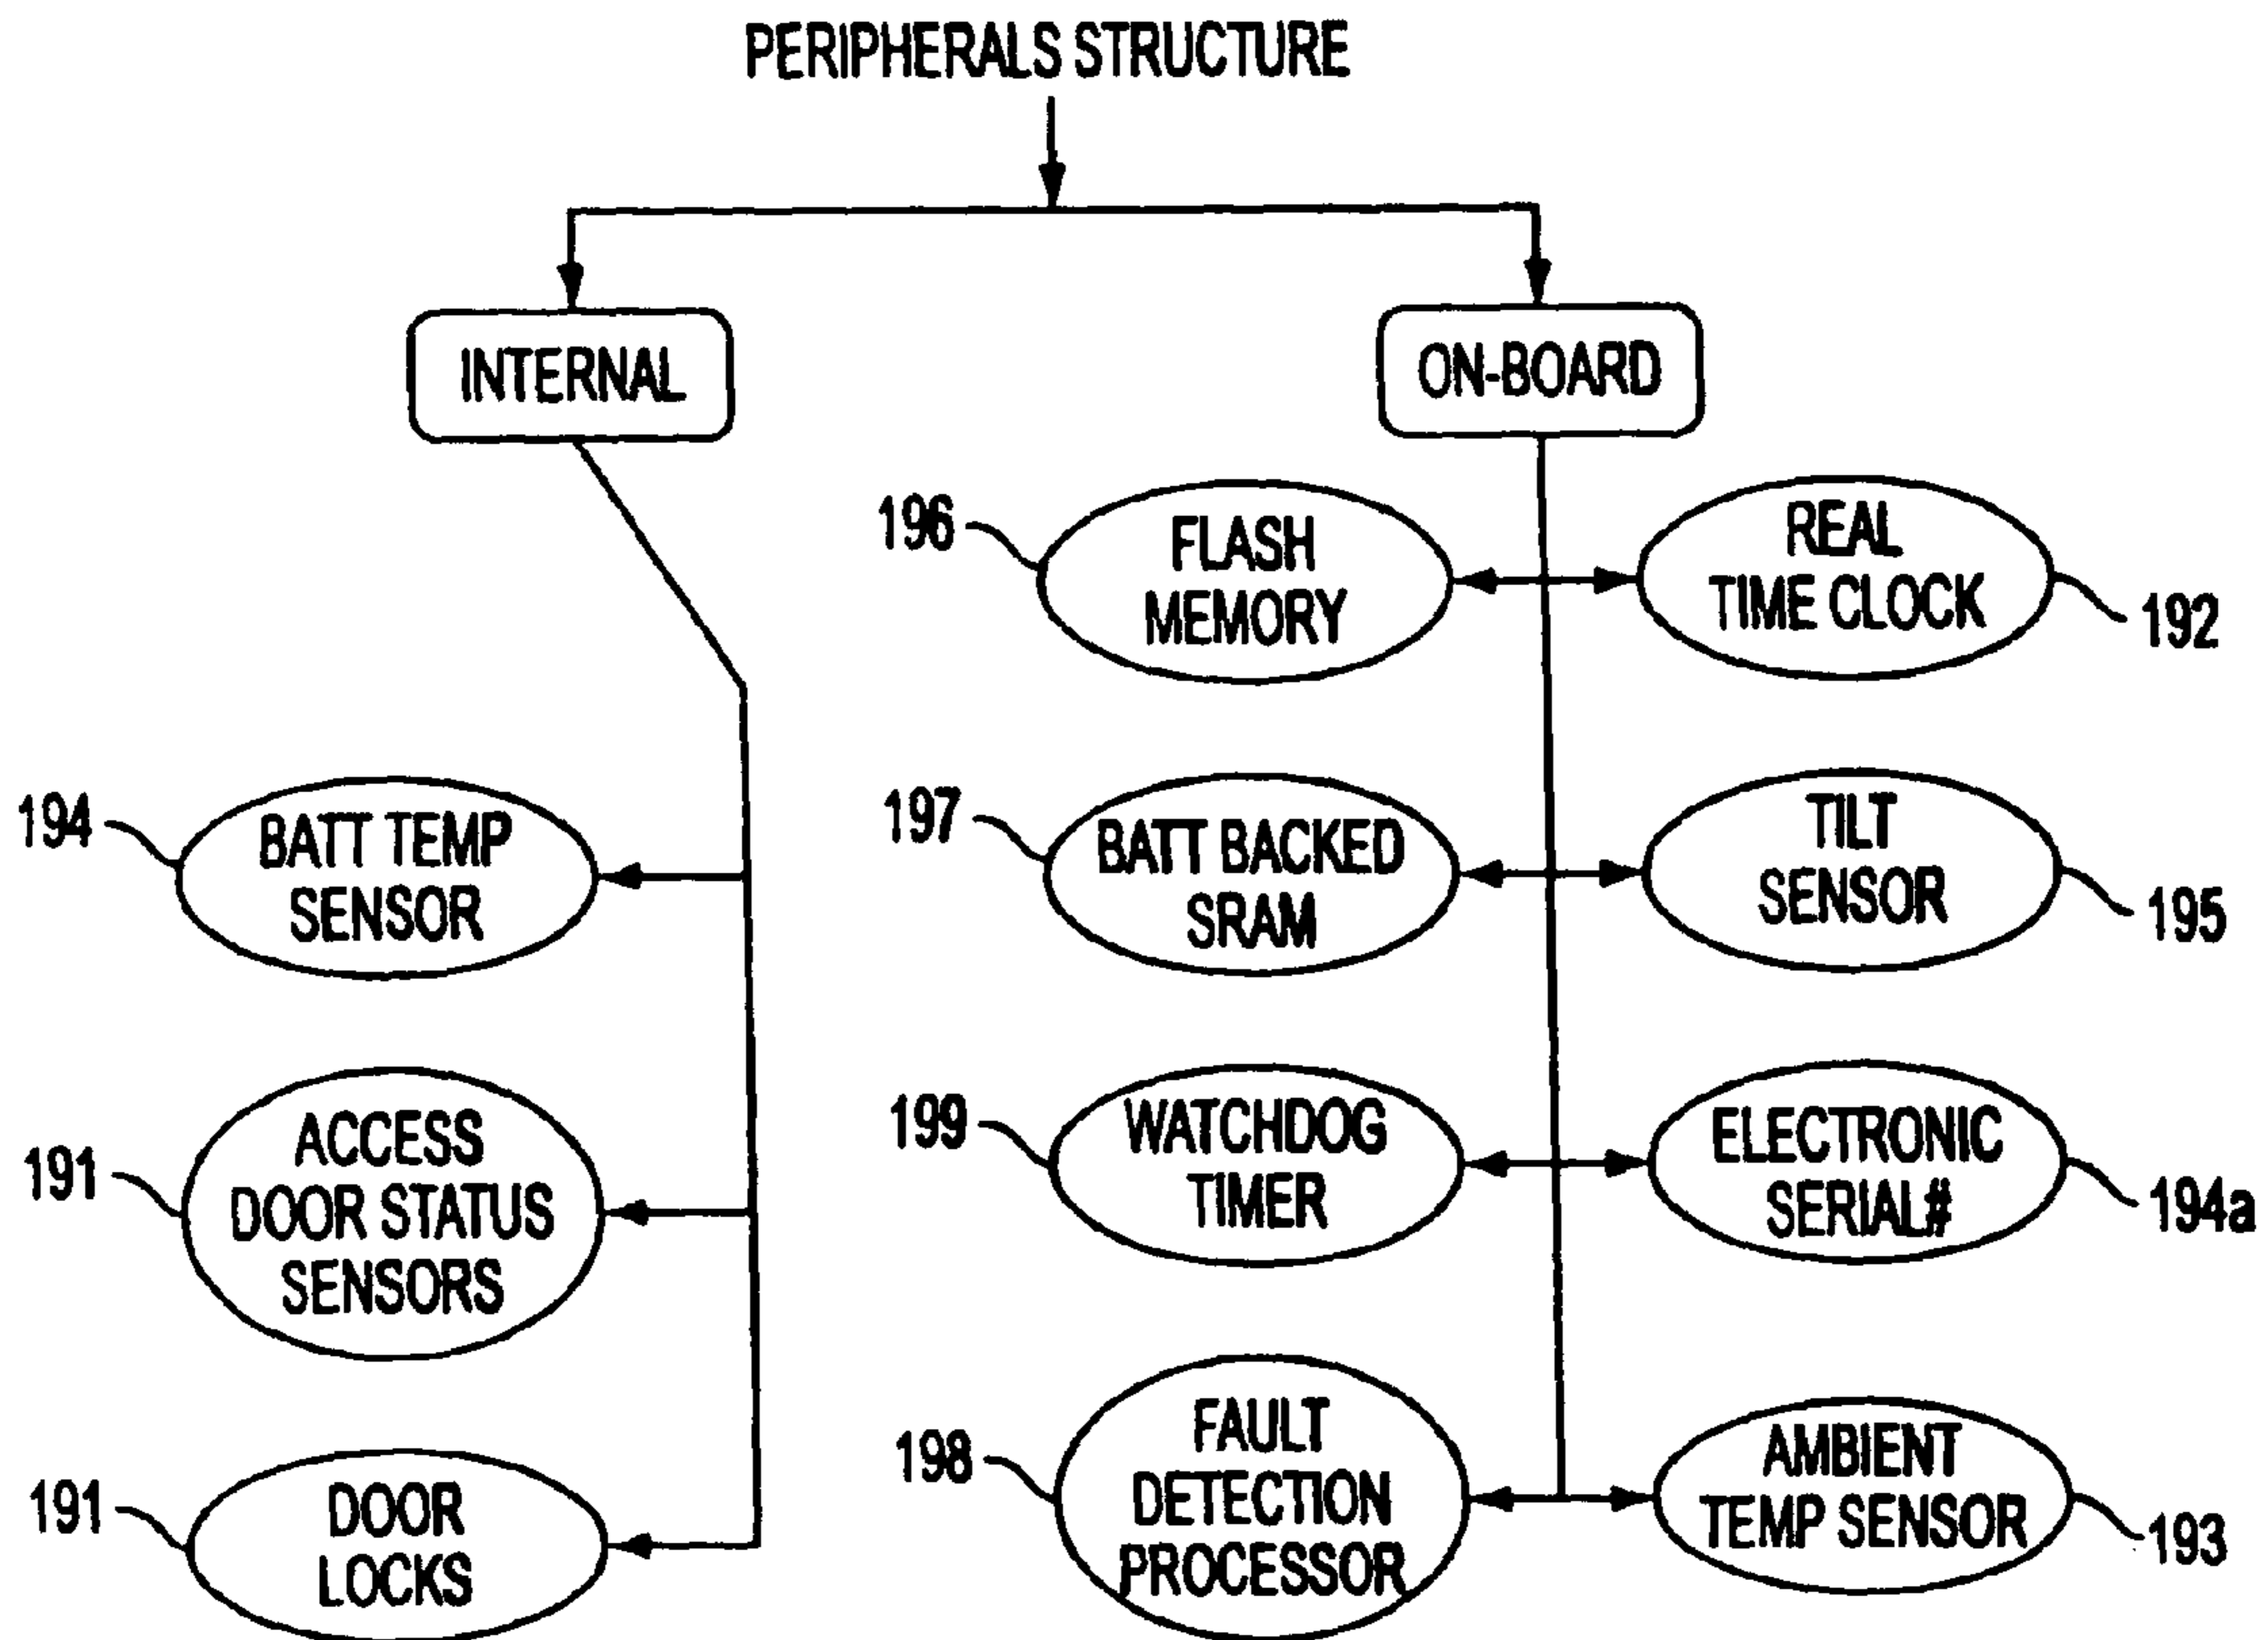 PERIPHERALS STRUCTURE
INTERNAL
ON-BOARD
196
FLASH
MEMORY
REAL
TIME CLOCK
192
194
BATT TEMP
SENSOR
197
BATT BACKED
SRAM
TILT
SENSOR
195
191
ACCESS
DOOR STATUS
SENSORS
199
WATCHDOG
TIMER
ELECTRONIC
SERIAL#
194a
191
DOOR
LOCKS
198
FAULT
DETECTION
PROCESSOR
AMBIENT
TEMP SENSOR
193